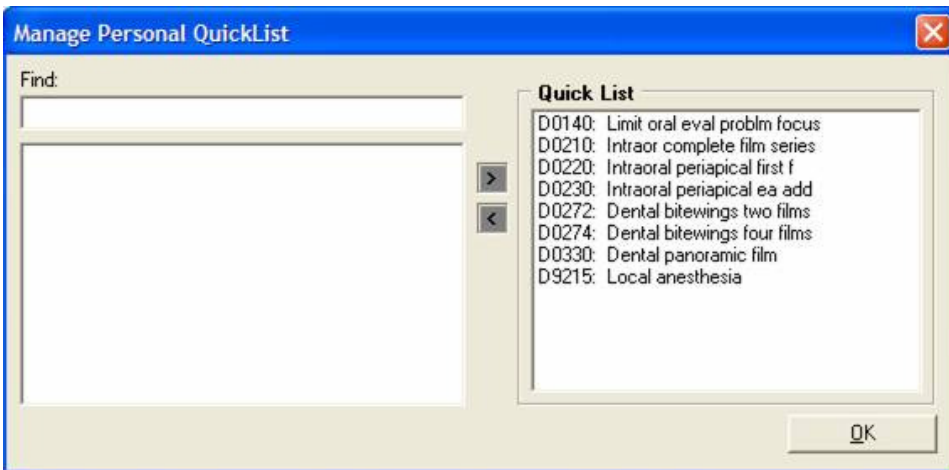 Manage Personal QuickList
Find:
Quick List
D0140: Limit oral eval problm focus
D0210: Intraor complete film series
D0220: Intraoral periapical first f
D0230: Intraoral periapical ea add
D0272: Dental bitewings two films
D0274: Dental bitewings four films
D0330: Dental panoramic film
D9215: Local anesthesia
>
<
OK